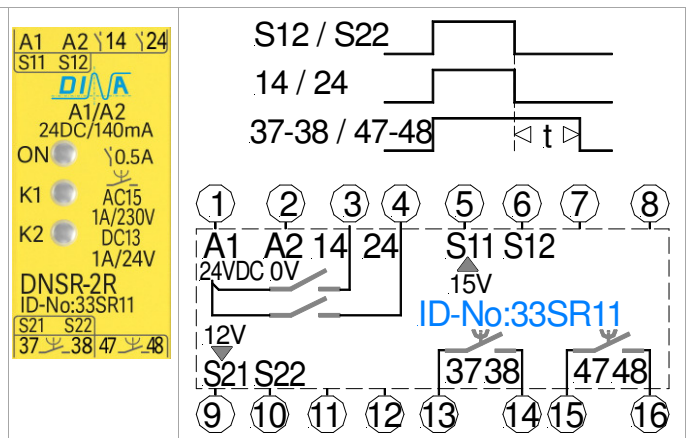 A1 A2 14 24
S11 S12
DINA
A1/A2
24DC/140mA
ON 0.5A
K1 AC15
1A/230V
K2 DC13
1A/24V
DNSR-2R
ID-No:33SR11
S21 S22
37 38 47 48
S12 / S22
14 / 24
37-38 / 47-48
t
1 2 3 4 5 6 7 8
A1 A2 14 24 S11 S12
24VDC 0V
15V
ID-No:33SR11
12V
S21 S22
37 38 47 48
9 10 11 12 13 14 15 16